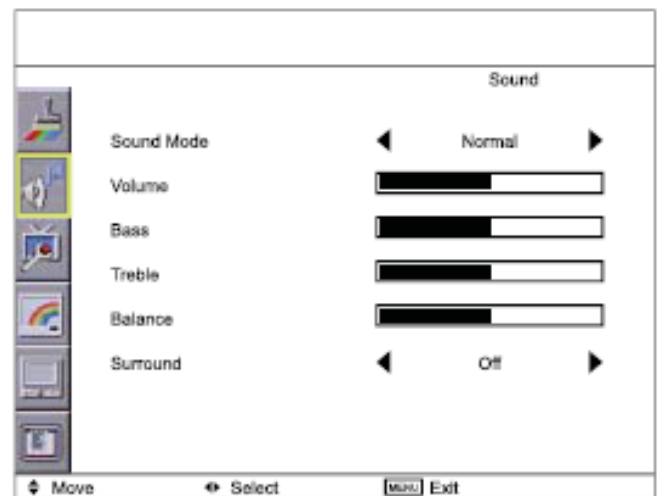 Sound
Sound Mode Normal
Volume
Bass
Treble
Balance
Surround Off
Move Select MENU Exit